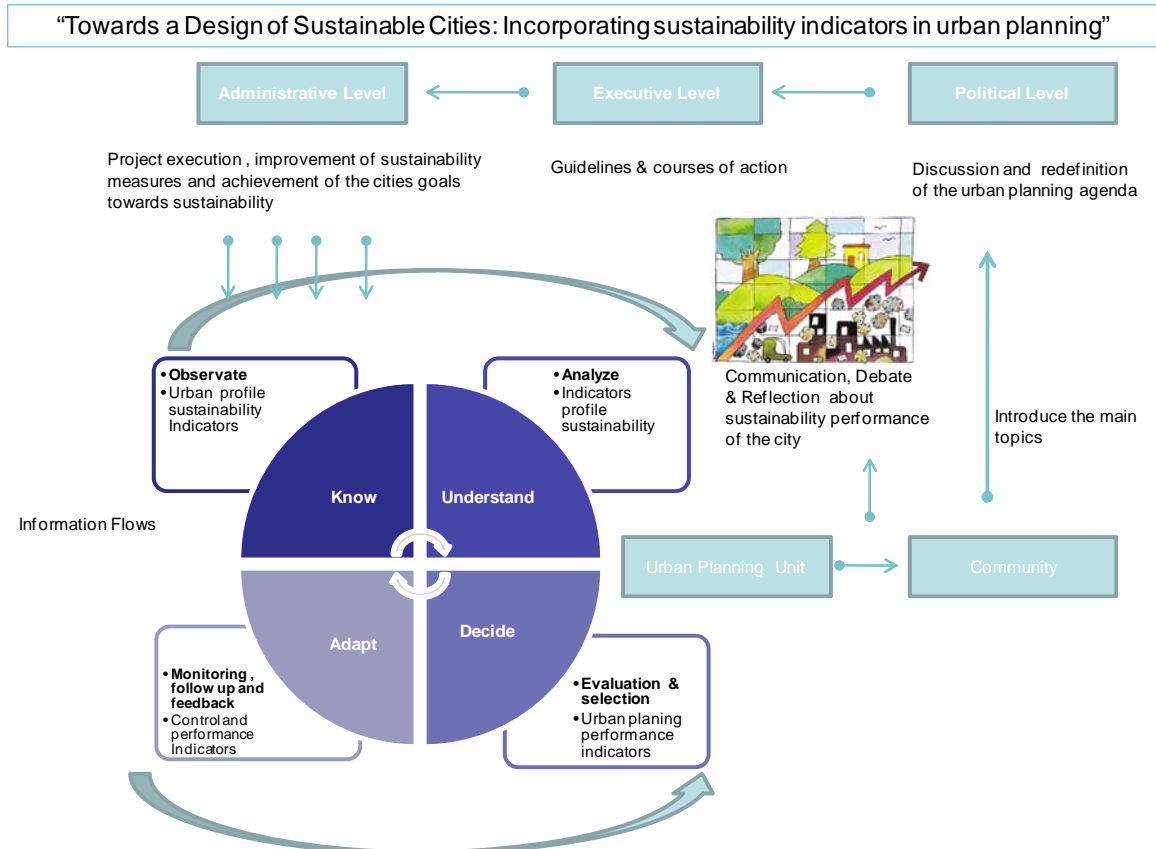 “Towards a Design of Sustainable Cities: Incorporating sustainability indicators in urban planning”
Administrative Level
Executive Level
Political Level
Project execution , improvement of sustainability
measures and achievement of the cities goals
towards sustainability
Guidelines & courses of action
Discussion and redefinition
of the urban planning agenda
• Observate
• Urban profile
sustainability
Indicators
• Analyze
• Indicators
profile
sustainability
Communication, Debate
& Reflection about
sustainability performance
of the city
Introduce the main
topics
Know
Understand
Information Flows
Urban Planning Unit
Community
Adapt
Decide
• Monitoring ,
follow up and
feedback
• Control and
performance
Indicators
• Evaluation &
selection
• Urban planing
performance
indicators